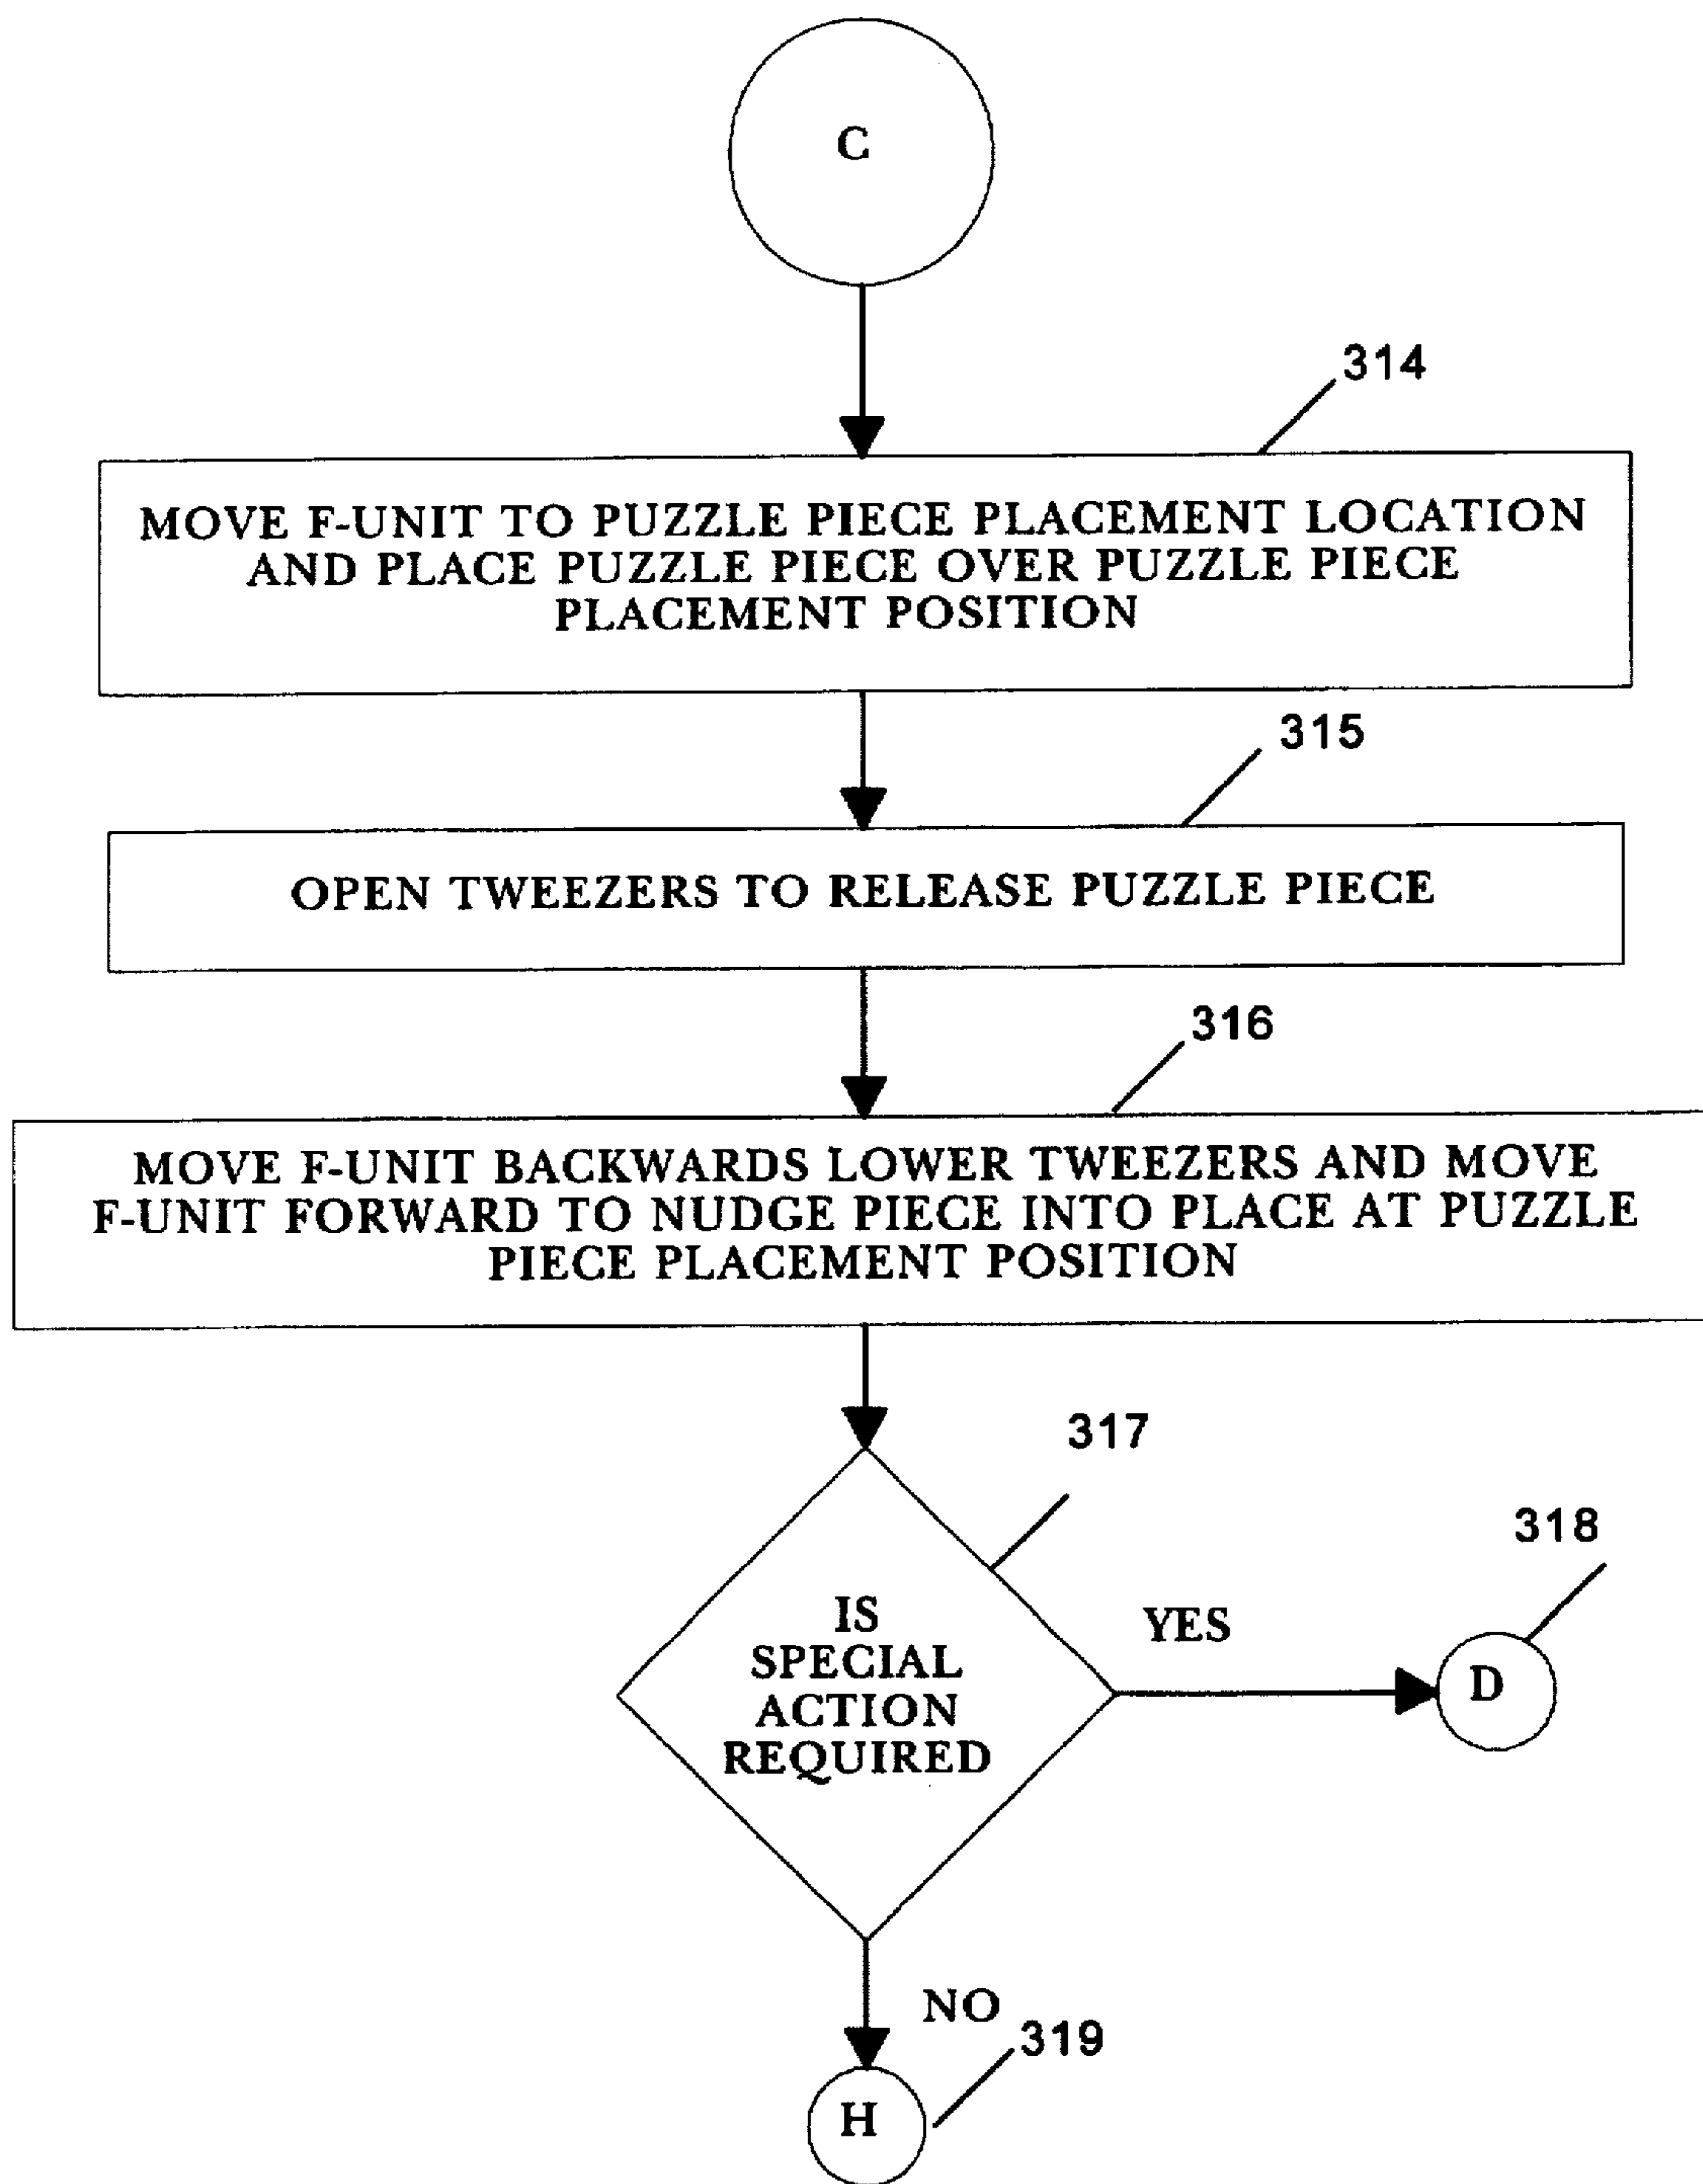 C
314
MOVE F-UNIT TO PUZZLE PIECE PLACEMENT LOCATION
AND PLACE PUZZLE PIECE OVER PUZZLE PIECE
PLACEMENT POSITION
315
OPEN TWEEZERS TO RELEASE PUZZLE PIECE
316
MOVE F-UNIT BACKWARDS LOWER TWEEZERS AND MOVE
F-UNIT FORWARD TO NUDGE PIECE INTO PLACE AT PUZZLE
PIECE PLACEMENT POSITION
317
318
IS
SPECIAL
ACTION
REQUIRED
YES
D
NO
319
H